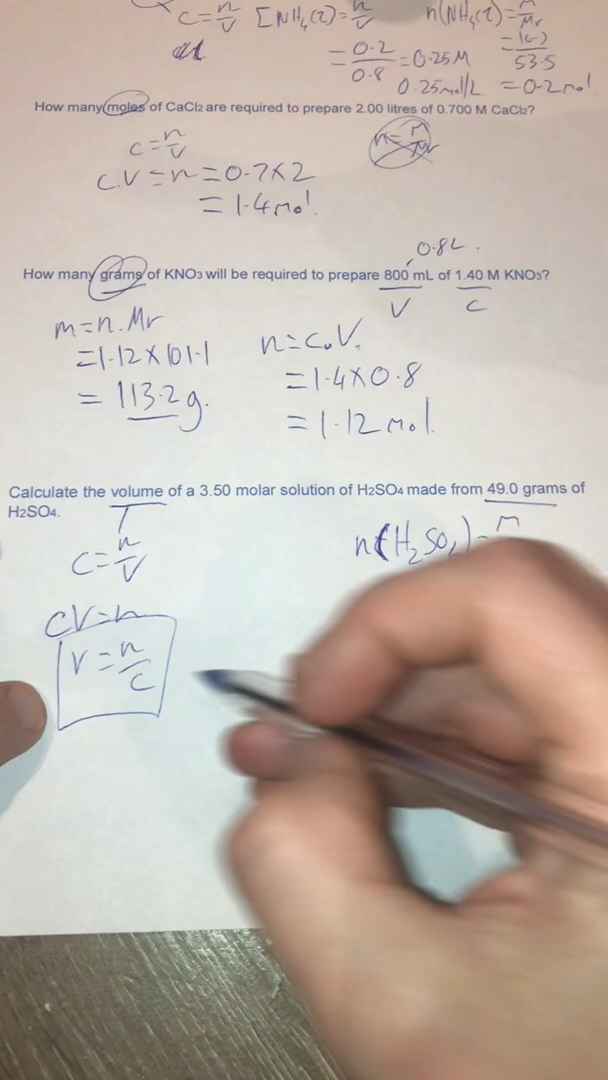 c=n/V [NH4Cl]=n/V n(NH4Cl)=m/Mr
=0.2/0.8=0.25M =/53.5
0.25mol/L =0.2mol
How many moles of CaCl2 are required to prepare 2.00 litres of 0.700 M CaCl2?
c=n/V n=m/Mr
c.V=n=0.7×2
=1.4mol.
0.8L.
How many grams of KNO3 will be required to prepare 800 mL of 1.40 M KNO3?
V C
m=n.Mr
=1.12×101.1
=113.2g.
n=c.V.
=1.4×0.8
=1.12mol.
Calculate the volume of a 3.50 molar solution of H2SO4 made from 49.0 grams of
H2SO4.
c=n/V n(H2SO4)=m
CV=n
V=n/C